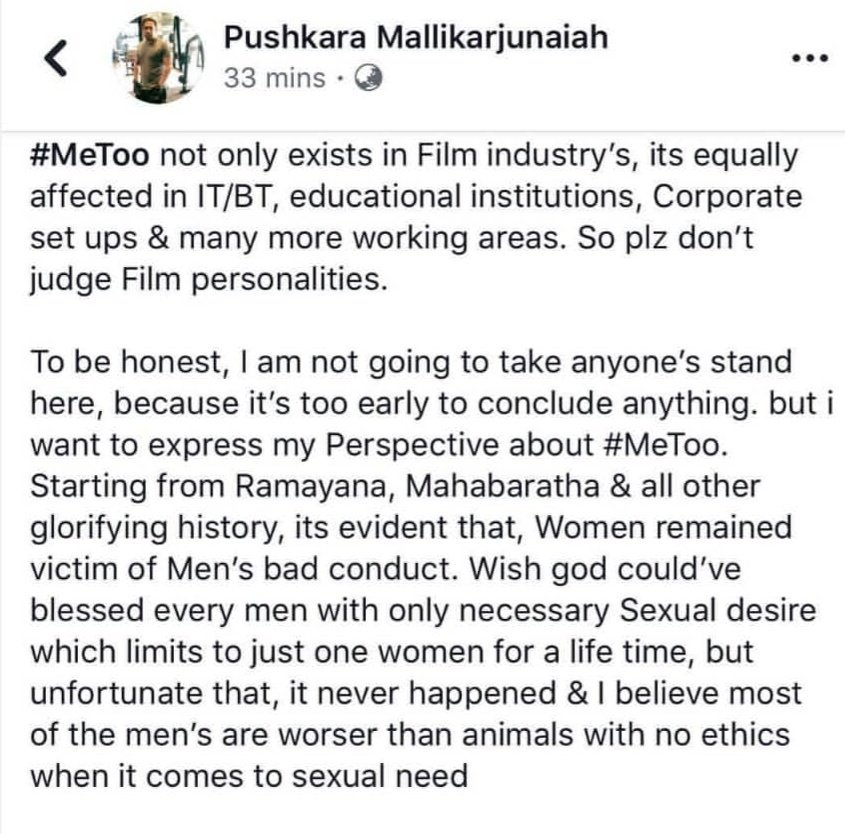 Pushkara Mallikarjunaiah
33 mins ·
#MeToo not only exists in Film industry's, its equally
affected in IT/BT, educational institutions, Corporate
set ups & many more working areas. So plz don't
judge Film personalities.
To be honest, I am not going to take anyone's stand
here, because it's too early to conclude anything. but i
want to express my Perspective about #MeToo.
Starting from Ramayana, Mahabaratha & all other
glorifying history, its evident that, Women remained
victim of Men's bad conduct. Wish god could've
blessed every men with only necessary Sexual desire
which limits to just one women for a life time, but
unfortunate that, it never happened & I believe most
of the men's are worser than animals with no ethics
when it comes to sexual need